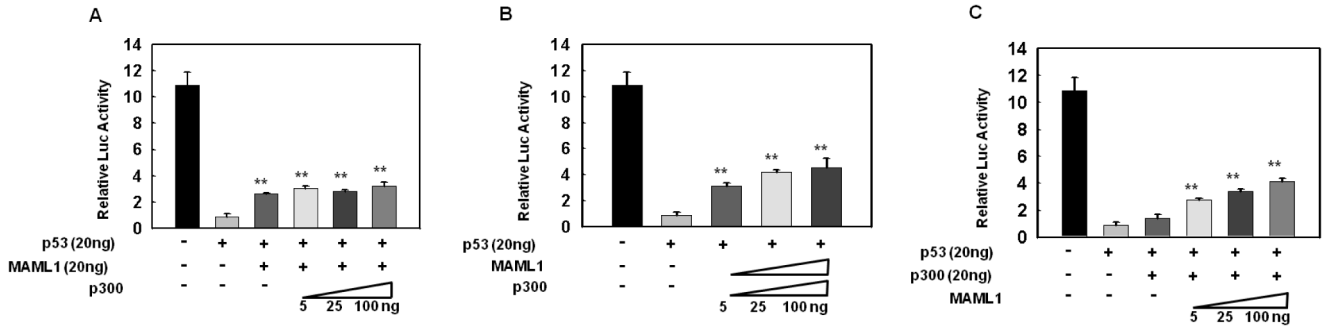 A
Relative Luc Activity
14
12
10
8
6
4
2
0
**
**
**
**
p53 (20ng) - + + + + +
MAML1 (20ng) - - + + + +
p300 - - -
5 25 100 ng
B
Relative Luc Activity
14
12
10
8
6
4
2
0
**
**
**
p53 (20ng) - + + + +
MAML1 - -
p300 - -
5 25 100 ng
C
Relative Luc Activity
14
12
10
8
6
4
2
0
**
**
**
p53 (20ng) - + + + + +
p300 (20ng) - - + + + +
MAML1 - - -
5 25 100 ng